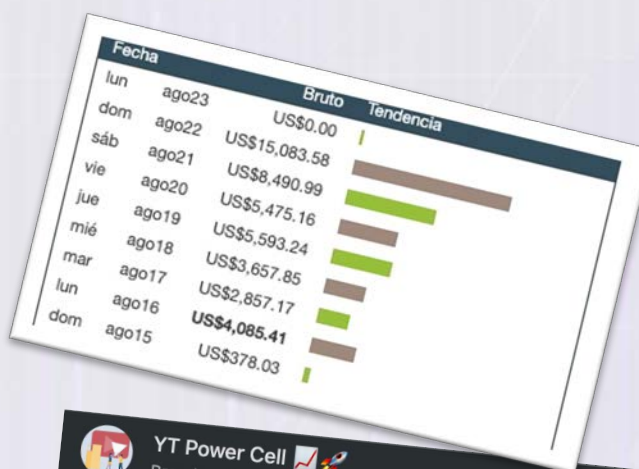 Fecha Bruto Tendencia
lun ago23 US$0.00
dom ago22 US$15,083.58
sáb ago21 US$8,490.99
vie ago20 US$5,475.16
jue ago19 US$5,593.24
mié ago18 US$3,657.85
mar ago17 US$2,857.17
lun ago16 US$4,085.41
dom ago15 US$378.03
YT Power Cell 📈🚀